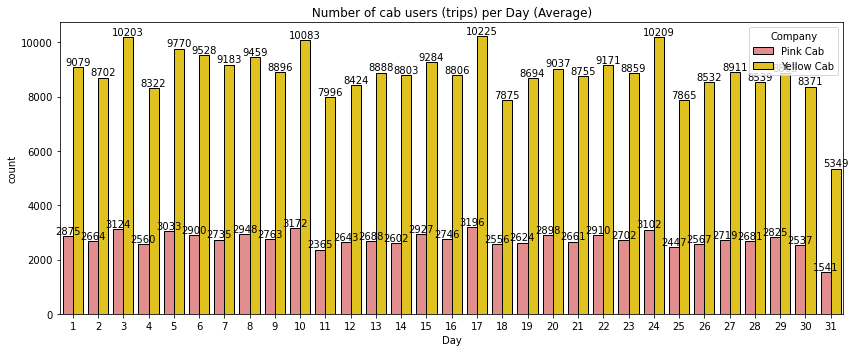 Number of cab users (trips) per Day (Average)
Company
Pink Cab
Yellow Cab
count
10000
8000
6000
4000
2000
0
9079 8702 10203 8322 9770 9528 9183 9459 8896 10083 7996 8424 8888 8803 9284 8806 10225 7875 8694 9037 8755 9171 8859 10209 7865 8532 8911 8539 8371 5349
2875 2664 3124 2560 3033 2900 2735 2948 2763 3172 2365 2643 2688 2602 2927 2746 3196 2556 2624 2898 2661 2910 2702 3102 2447 2567 2719 2681 2825 2537 1541
1 2 3 4 5 6 7 8 9 10 11 12 13 14 15 16 17 18 19 20 21 22 23 24 25 26 27 28 29 30 31
Day